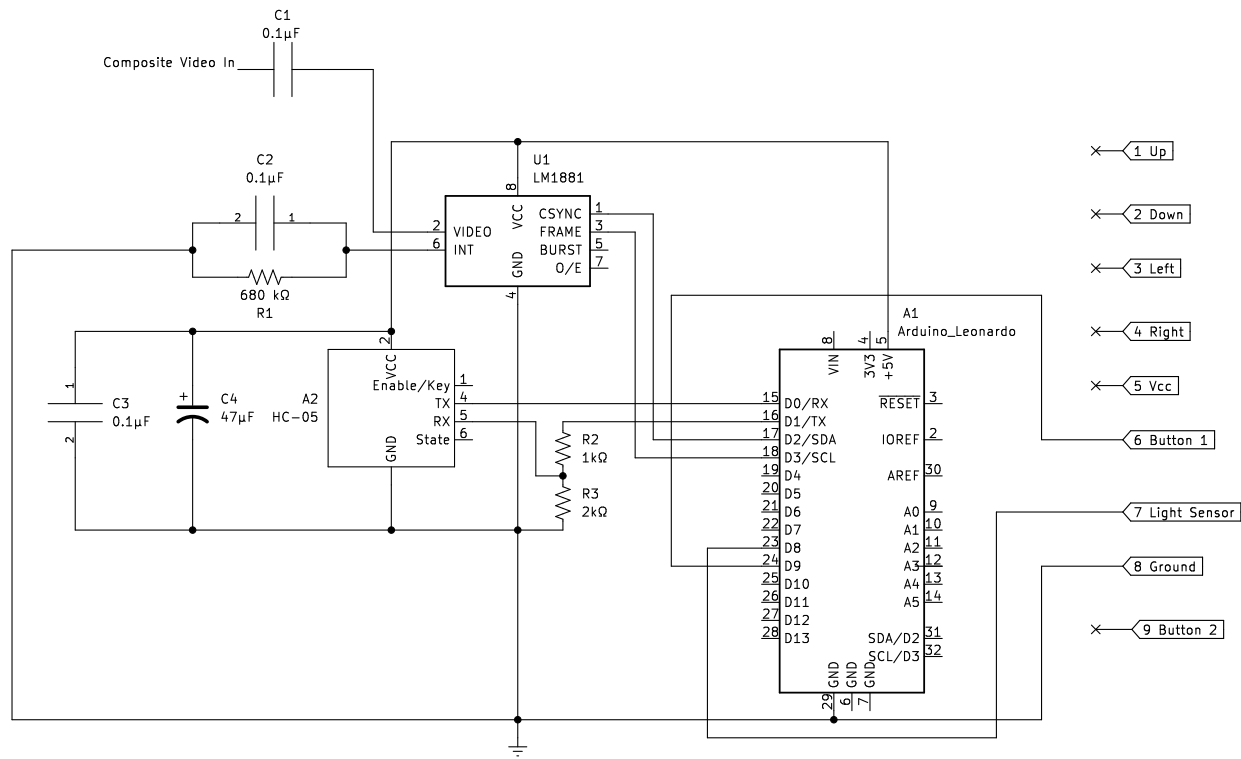 C1
0.1µF
Composite Video In
C2
0.1µF
2
1
680 kΩ
R1
U1
LM1881
8
VCC
2
VIDEO
6
INT
GND
4
CSYNC
1
FRAME
3
BURST
5
O/E
7
1 Up
2 Down
3 Left
4 Right
5 Vcc
6 Button 1
7 Light Sensor
8 Ground
9 Button 2
1
C3
0.1µF
2
+
C4
47µF
A2
HC-05
2
VCC
Enable/Key
1
TX
4
RX
5
State
6
GND
R2
1kΩ
R3
2kΩ
A1
Arduino_Leonardo
8
VIN
4
3V3
5
+5V
15
D0/RX
16
D1/TX
17
D2/SDA
18
D3/SCL
19
D4
20
D5
21
D6
22
D7
23
D8
24
D9
25
D10
26
D11
27
D12
28
D13
RESET
3
IOREF
2
AREF
30
A0
9
A1
10
A2
11
A3
12
A4
13
A5
14
SDA/D2
31
SCL/D3
32
GND
29
GND
6
GND
7